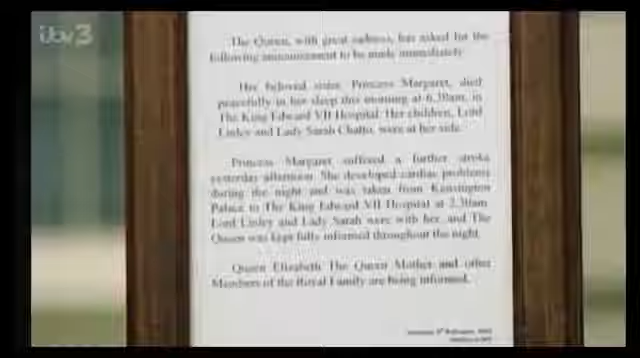 itv3
The Queen, with great sadness, has asked for the
following announcement to be made immediately.
Her beloved sister, Princess Margaret, died
peacefully in her sleep this morning at 6.30am, in
The King Edward VII Hospital. Her children, Lord
Linley and Lady Sarah Chatto, were at her side.
Princess Margaret suffered a further stroke
yesterday afternoon. She developed cardiac problems
during the night and was taken from Kensington
Palace to The King Edward VII Hospital at 2.30am.
Lord Linley and Lady Sarah were with her, and The
Queen was kept fully informed throughout the night.
Queen Elizabeth The Queen Mother and other
Members of the Royal Family are being informed.